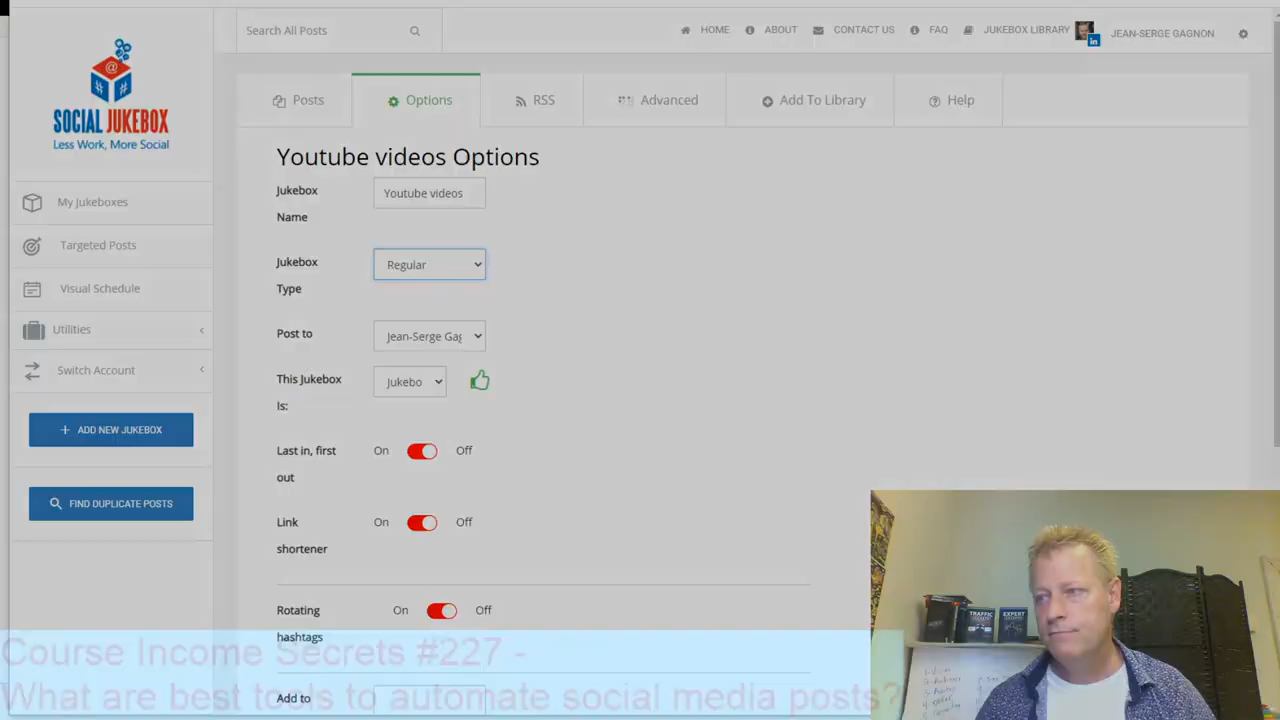 Search All Posts
HOME
ABOUT
CONTACT US
FAQ
JUKEBOX LIBRARY
in
JEAN-SERGE GAGNON
@
# #
SOCIAL JUKEBOX
Less Work, More Social
My Jukeboxes
Targeted Posts
Visual Schedule
Utilities
Switch Account
+ ADD NEW JUKEBOX
FIND DUPLICATE POSTS
Posts
Options
RSS
Advanced
Add To Library
Help
Youtube videos Options
Jukebox
Name
Youtube videos
Jukebox
Type
Regular
Post to
Jean-Serge Gag
This Jukebox
Is:
Jukebo
Last in, first
out
On
Off
Link
shortener
On
Off
Rotating
hashtags
On
Off
Add to
TRAFFIC
EXPERT
Course Income Secrets #227 -
What are best tools to automate social media posts?